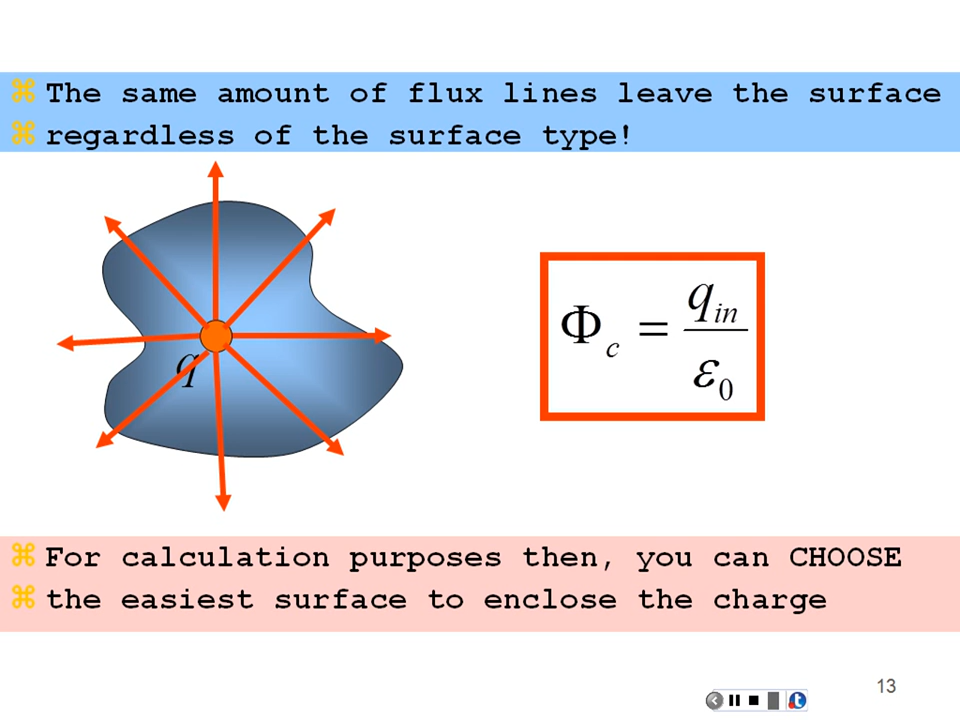 The same amount of flux lines leave the surface
regardless of the surface type!
q
Φc = qin / ε0
For calculation purposes then, you can CHOOSE
the easiest surface to enclose the charge
13